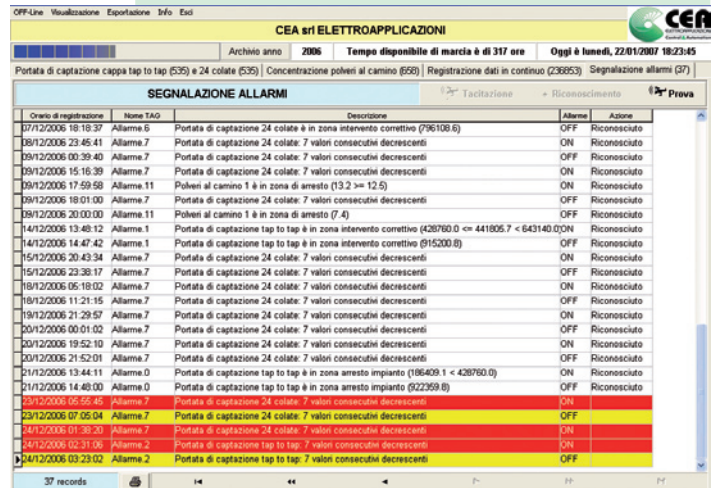 OFF-Line Visualizzazione Esportazione Info Esci
CEA
CEA srl ELETTROAPPLICAZIONI
Archivio anno 2006 Tempo disponibile di marcia è di 317 ore Oggi è lunedì, 22/01/2007 18:23:45
Portata di captazione cappa tap to tap (535) e 24 colate (535) Concentrazione polveri al camino (658) Registrazione dati in continuo (236853) Segnalazione allarmi (37)
SEGNALAZIONE ALLARMI Tacitazione + Riconoscimento Prova
Orario di registrazione Nome TAG Descrizione Allarme Azione
07/12/2006 18:18:37 Allarme.6 Portata di captazione 24 colate è in zona intervento correttivo (796108.6) OFF Riconosciuto
08/12/2006 23:45:41 Allarme.7 Portata di captazione 24 colate: 7 valori consecutivi decrescenti ON Riconosciuto
09/12/2006 00:39:40 Allarme.7 Portata di captazione 24 colate: 7 valori consecutivi decrescenti OFF Riconosciuto
09/12/2006 15:16:39 Allarme.7 Portata di captazione 24 colate: 7 valori consecutivi decrescenti ON Riconosciuto
09/12/2006 17:59:58 Allarme.11 Polveri al camino 1 è in zona di arresto (13.2 >= 12.5) ON Riconosciuto
09/12/2006 18:01:00 Allarme.7 Portata di captazione 24 colate: 7 valori consecutivi decrescenti OFF Riconosciuto
09/12/2006 20:00:00 Allarme.11 Polveri al camino 1 è in zona di arresto (7.4) OFF Riconosciuto
14/12/2006 13:48:12 Allarme.1 Portata di captazione tap to tap è in zona intervento correttivo (428760.0 <= 441805.7 < 643140.0) ON Riconosciuto
14/12/2006 14:47:42 Allarme.1 Portata di captazione tap to tap è in zona intervento correttivo (915200.8) OFF Riconosciuto
15/12/2006 20:43:34 Allarme.7 Portata di captazione 24 colate: 7 valori consecutivi decrescenti ON Riconosciuto
15/12/2006 23:38:17 Allarme.7 Portata di captazione 24 colate: 7 valori consecutivi decrescenti OFF Riconosciuto
18/12/2006 05:18:02 Allarme.7 Portata di captazione 24 colate: 7 valori consecutivi decrescenti ON Riconosciuto
18/12/2006 11:21:15 Allarme.7 Portata di captazione 24 colate: 7 valori consecutivi decrescenti OFF Riconosciuto
19/12/2006 21:29:57 Allarme.7 Portata di captazione 24 colate: 7 valori consecutivi decrescenti ON Riconosciuto
20/12/2006 00:01:02 Allarme.7 Portata di captazione 24 colate: 7 valori consecutivi decrescenti OFF Riconosciuto
20/12/2006 19:52:10 Allarme.7 Portata di captazione 24 colate: 7 valori consecutivi decrescenti ON Riconosciuto
20/12/2006 21:52:01 Allarme.7 Portata di captazione 24 colate: 7 valori consecutivi decrescenti OFF Riconosciuto
21/12/2006 13:44:11 Allarme.0 Portata di captazione tap to tap è in zona arresto impianto (186409.1 < 428760.0) ON Riconosciuto
21/12/2006 14:48:00 Allarme.0 Portata di captazione tap to tap è in zona arresto impianto (922359.8) OFF Riconosciuto
23/12/2006 05:55:45 Allarme.7 Portata di captazione 24 colate: 7 valori consecutivi decrescenti ON
23/12/2006 07:05:04 Allarme.7 Portata di captazione 24 colate: 7 valori consecutivi decrescenti OFF
24/12/2006 01:38:20 Allarme.7 Portata di captazione 24 colate: 7 valori consecutivi decrescenti ON
24/12/2006 02:31:06 Allarme.2 Portata di captazione tap to tap: 7 valori consecutivi decrescenti ON
24/12/2006 03:23:02 Allarme.2 Portata di captazione tap to tap: 7 valori consecutivi decrescenti OFF
37 records